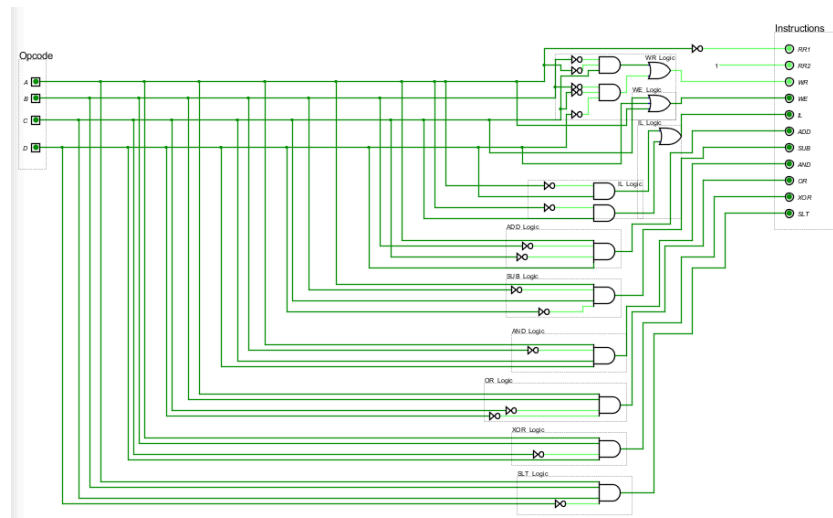 Instructions
RR1
Opcode
WR Logic
1
RR2
A
WR
B
WE Logic
WE
C
IL
IL Logic
ADD
D
SUB
AND
IL Logic
OR
XOR
SLT
ADD Logic
SUB Logic
AND Logic
OR Logic
XOR Logic
SLT Logic